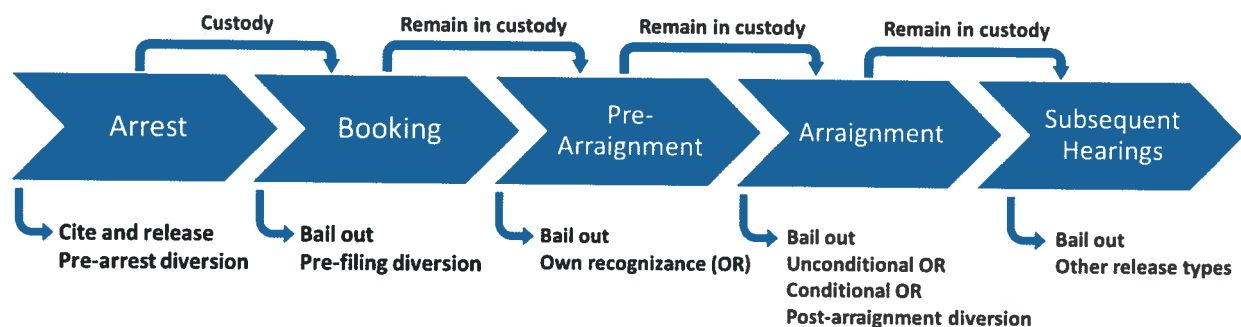 Custody
Remain in custody
Remain in custody
Remain in custody
Arrest
Booking
Pre-
Arraignment
Arraignment
Subsequent
Hearings
Cite and release
Pre-arrest diversion
Bail out
Pre-filing diversion
Bail out
Own recognizance (OR)
Bail out
Unconditional OR
Conditional OR
Post-arraignment diversion
Bail out
Other release types